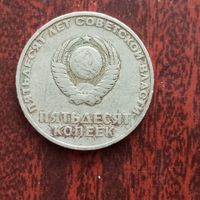 ПЯТЬДЕСЯТ ЛЕТ СОВЕТСКОЙ ВЛАСТИ
ПЯТЬДЕСЯТ
КОПЕЕК